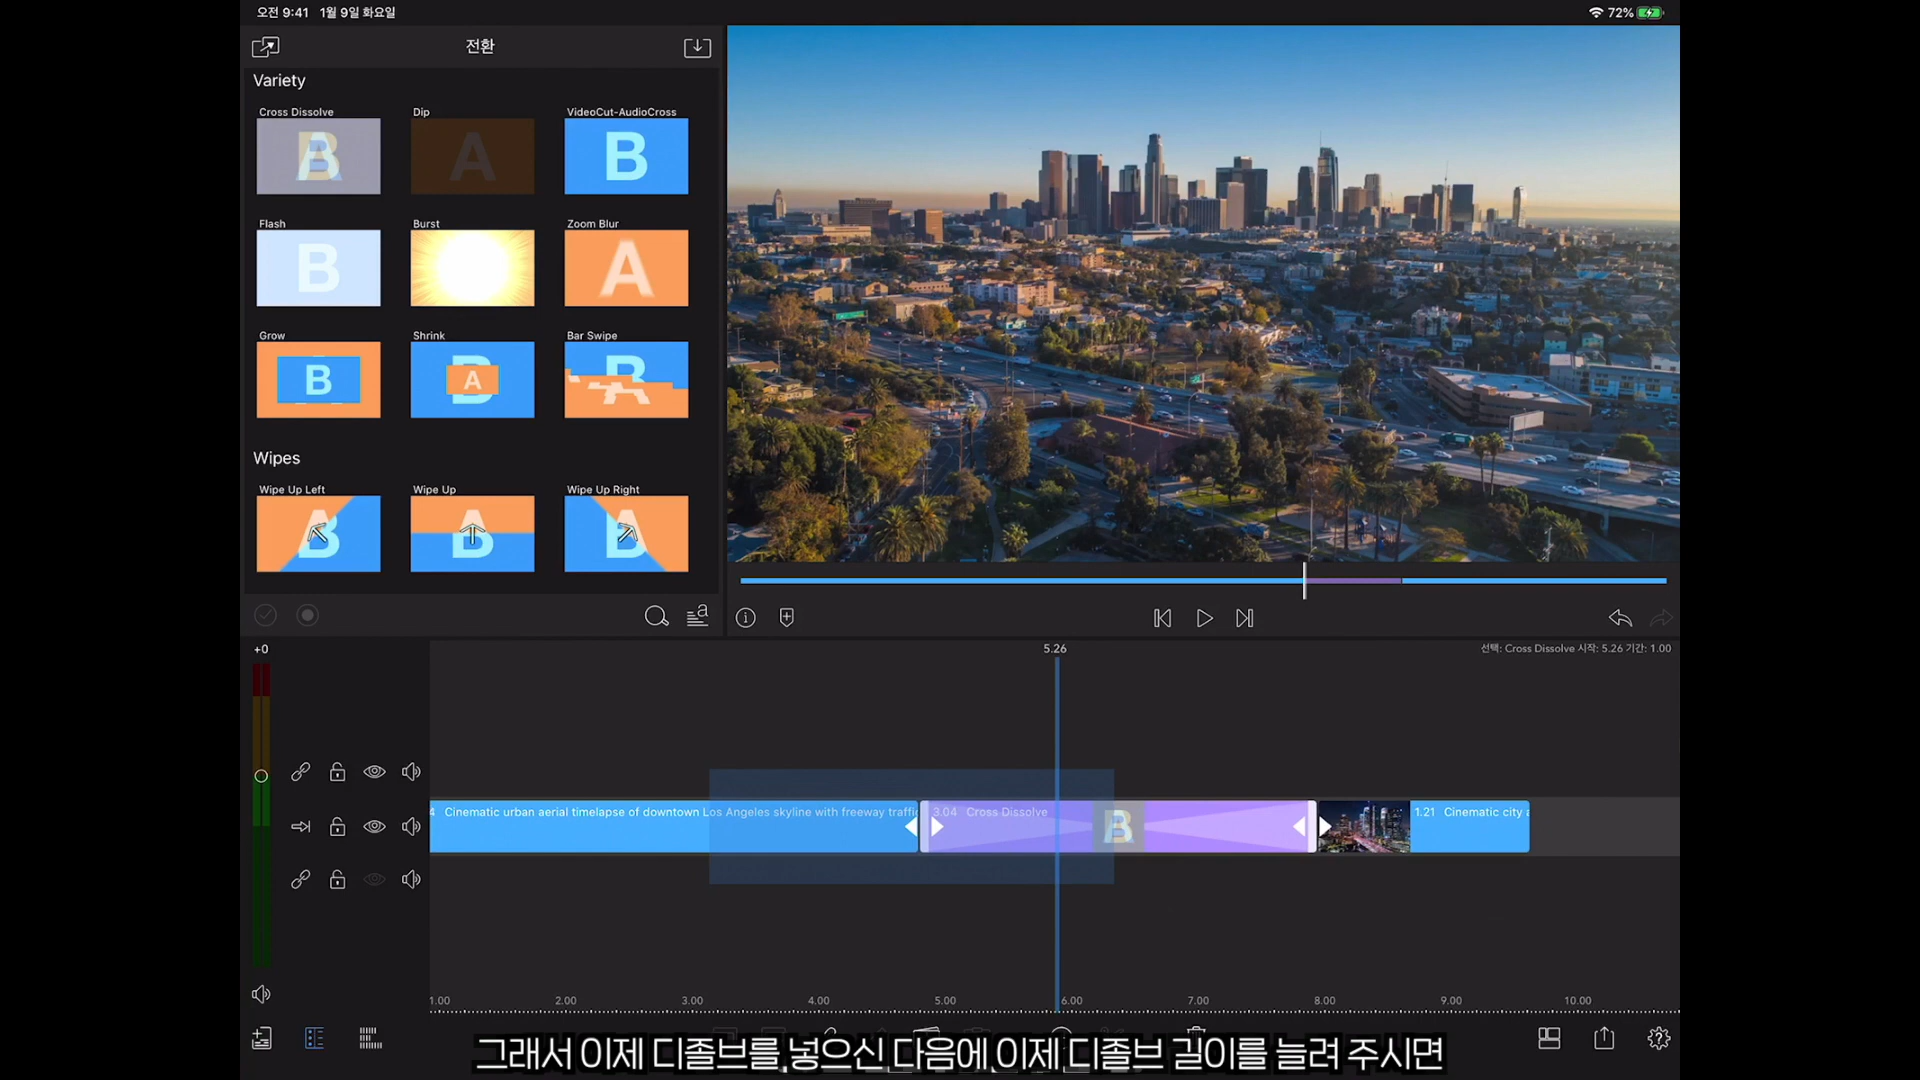 오전 9:41 1월 9일 화요일
72%
전환
Variety
Cross Dissolve
Dip
VideoCut-AudioCross
B
A
B
Flash
Burst
Zoom Blur
B
A
Grow
Shrink
Bar Swipe
B
B
A
B
A
Wipes
Wipe Up Left
Wipe Up
Wipe Up Right
A
B
A
B
A
B
+0
5.26
선택: Cross Dissolve 시작: 5.26 기간: 1.00
4 Cinematic urban aerial timelapse of downtown Los Angeles skyline with freeway traffic
3.04 Cross Dissolve
B
1.21 Cinematic city a
1.00 2.00 3.00 4.00 5.00 6.00 7.00 8.00 9.00 10.00
그래서 이제 디졸브를 넣으신 다음에 이제 디졸브 길이를 늘려 주시면